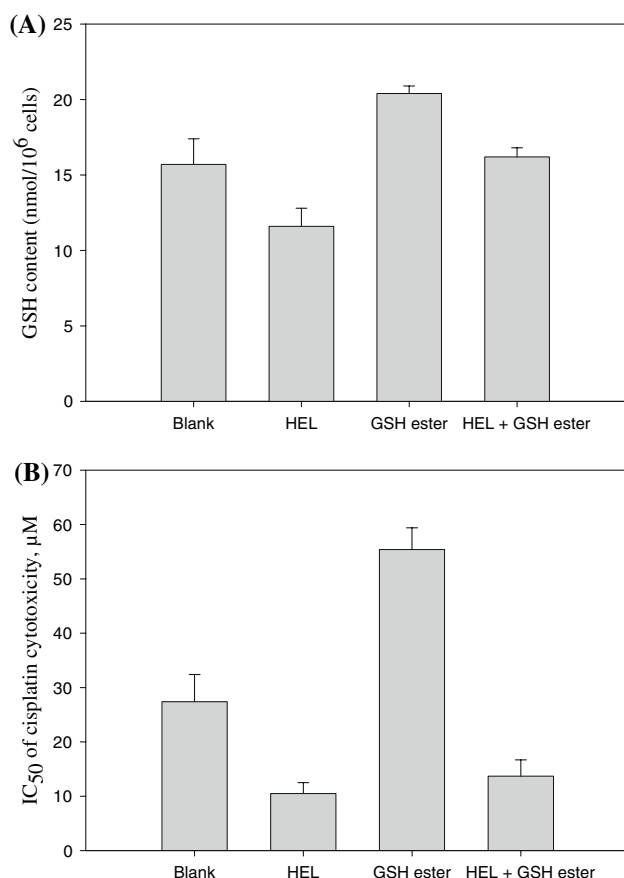 (A)
25
20
15
10
5
0
GSH content (nmol/10⁶ cells)
Blank HEL GSH ester HEL + GSH ester
(B)
70
60
50
40
30
20
10
0
IC₅₀ of cisplatin cytotoxicity, µM
Blank HEL GSH ester HEL + GSH ester